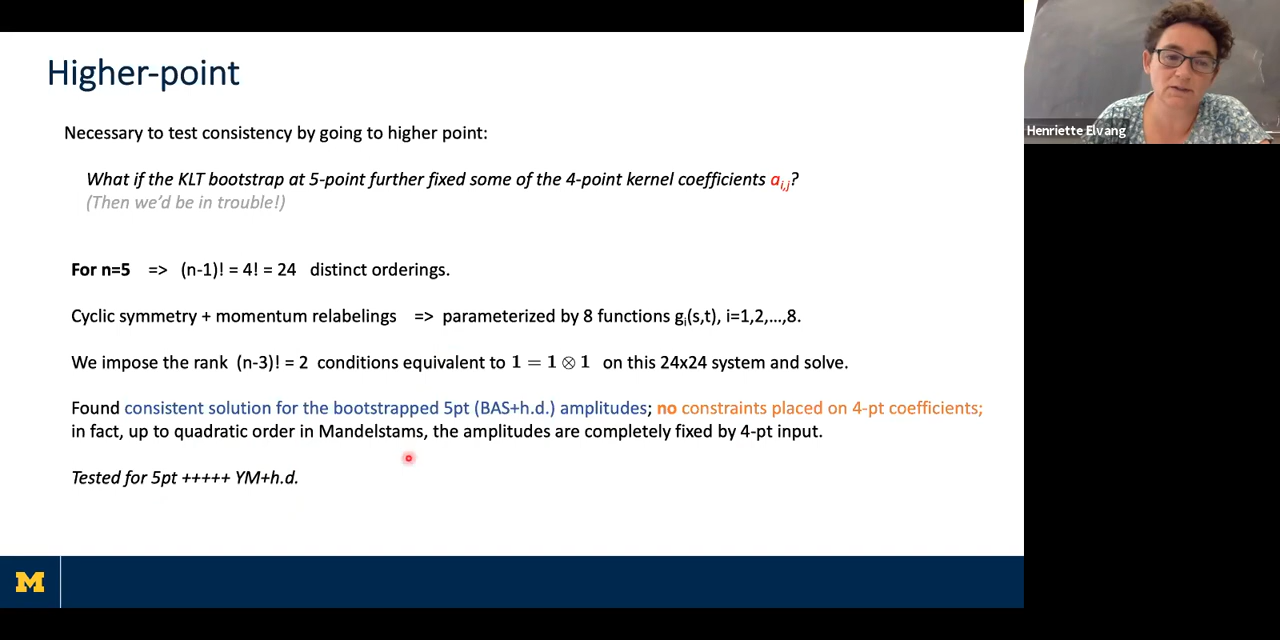 Higher-point
Necessary to test consistency by going to higher point:
What if the KLT bootstrap at 5-point further fixed some of the 4-point kernel coefficients a_{i,j}?
(Then we'd be in trouble!)
For n=5 => (n-1)! = 4! = 24 distinct orderings.
Cyclic symmetry + momentum relabelings => parameterized by 8 functions g_i(s,t), i=1,2,...,8.
We impose the rank (n-3)! = 2 conditions equivalent to 1 = 1 ⊗ 1 on this 24x24 system and solve.
Found consistent solution for the bootstrapped 5pt (BAS+h.d.) amplitudes; no constraints placed on 4-pt coefficients;
in fact, up to quadratic order in Mandelstams, the amplitudes are completely fixed by 4-pt input.
Tested for 5pt +++++ YM+h.d.
M
Henriette Elvang